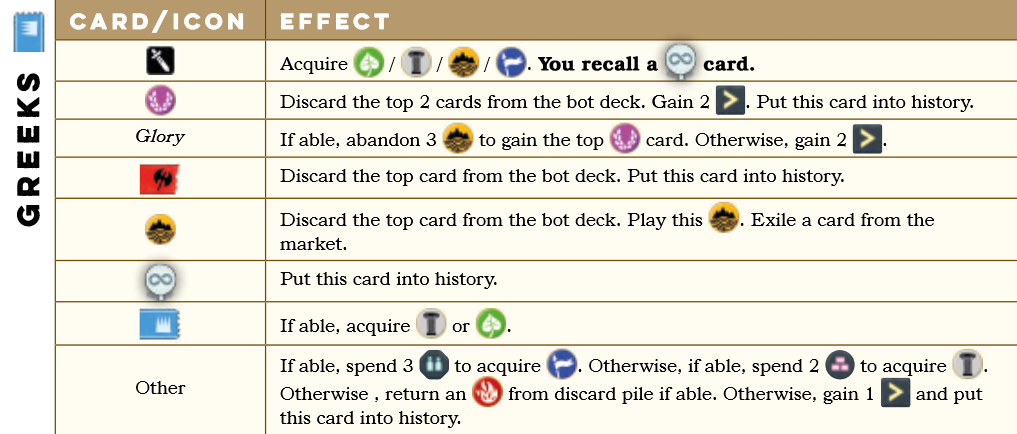 GREEKS
CARD/ICON EFFECT
Acquire / / / . You recall a card.
Discard the top 2 cards from the bot deck. Gain 2 . Put this card into history.
Glory If able, abandon 3 to gain the top card. Otherwise, gain 2 .
Discard the top card from the bot deck. Put this card into history.
Discard the top card from the bot deck. Play this . Exile a card from the
market.
Put this card into history.
If able, acquire or .
If able, spend 3 to acquire . Otherwise, if able, spend 2 to acquire .
Other
Otherwise , return an from discard pile if able. Otherwise, gain 1 and put
this card into history.